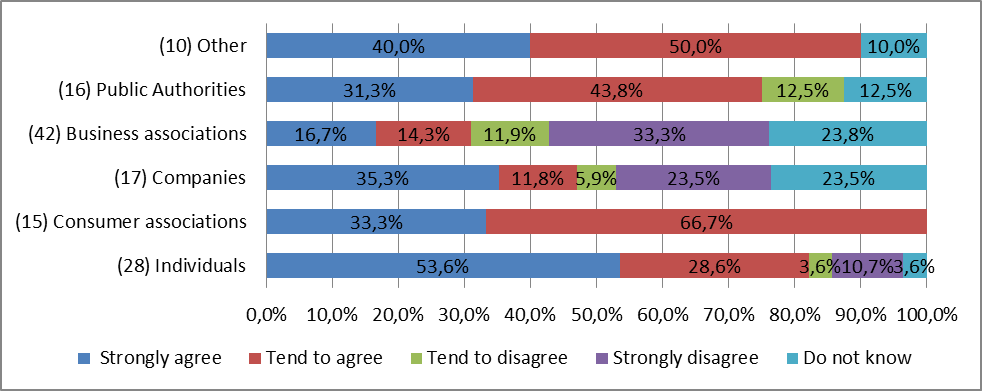 (10) Other 40,0% 50,0% 10,0%
(16) Public Authorities 31,3% 43,8% 12,5% 12,5%
(42) Business associations 16,7% 14,3% 11,9% 33,3% 23,8%
(17) Companies 35,3% 11,8% 5,9% 23,5% 23,5%
(15) Consumer associations 33,3% 66,7%
(28) Individuals 53,6% 28,6% 3,6% 10,7% 3,6%
0,0% 10,0% 20,0% 30,0% 40,0% 50,0% 60,0% 70,0% 80,0% 90,0% 100,0%
Strongly agree Tend to agree Tend to disagree Strongly disagree Do not know